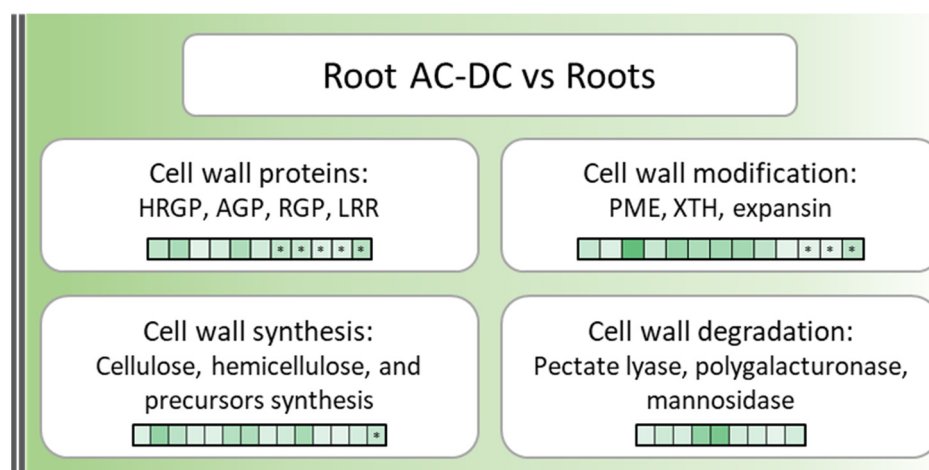 Root AC-DC vs Roots
Cell wall proteins:
HRGP, AGP, RGP, LRR
* * * * *
Cell wall modification:
PME, XTH, expansin
* * *
Cell wall synthesis:
Cellulose, hemicellulose, and
precursors synthesis
*
Cell wall degradation:
Pectate lyase, polygalacturonase,
mannosidase